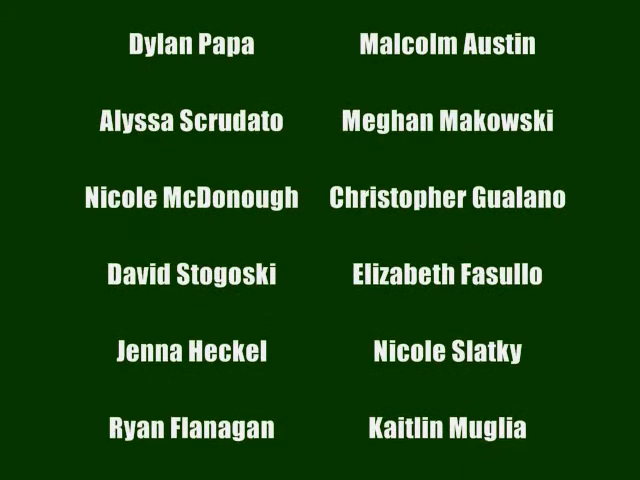 Dylan Papa Malcolm Austin
Alyssa Scrudato Meghan Makowski
Nicole McDonough Christopher Gualano
David Stogoski Elizabeth Fasullo
Jenna Heckel Nicole Slatky
Ryan Flanagan Kaitlin Muglia